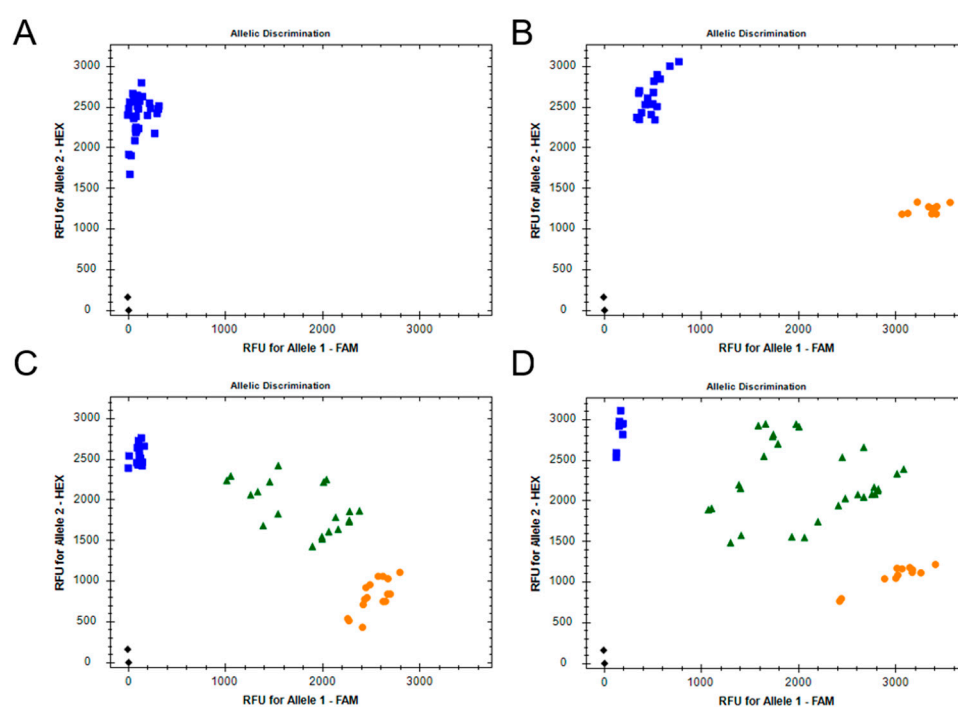 A
Allelic Discrimination
RFU for Allele 2 - HEX
3000
2500
2000
1500
1000
500
0
0 1000 2000 3000
RFU for Allele 1 - FAM
B
Allelic Discrimination
RFU for Allele 2 - HEX
3000
2500
2000
1500
1000
500
0
0 1000 2000 3000
RFU for Allele 1 - FAM
C
Allelic Discrimination
RFU for Allele 2 - HEX
3000
2500
2000
1500
1000
500
0
0 1000 2000 3000
RFU for Allele 1 - FAM
D
Allelic Discrimination
RFU for Allele 2 - HEX
3000
2500
2000
1500
1000
500
0
0 1000 2000 3000
RFU for Allele 1 - FAM